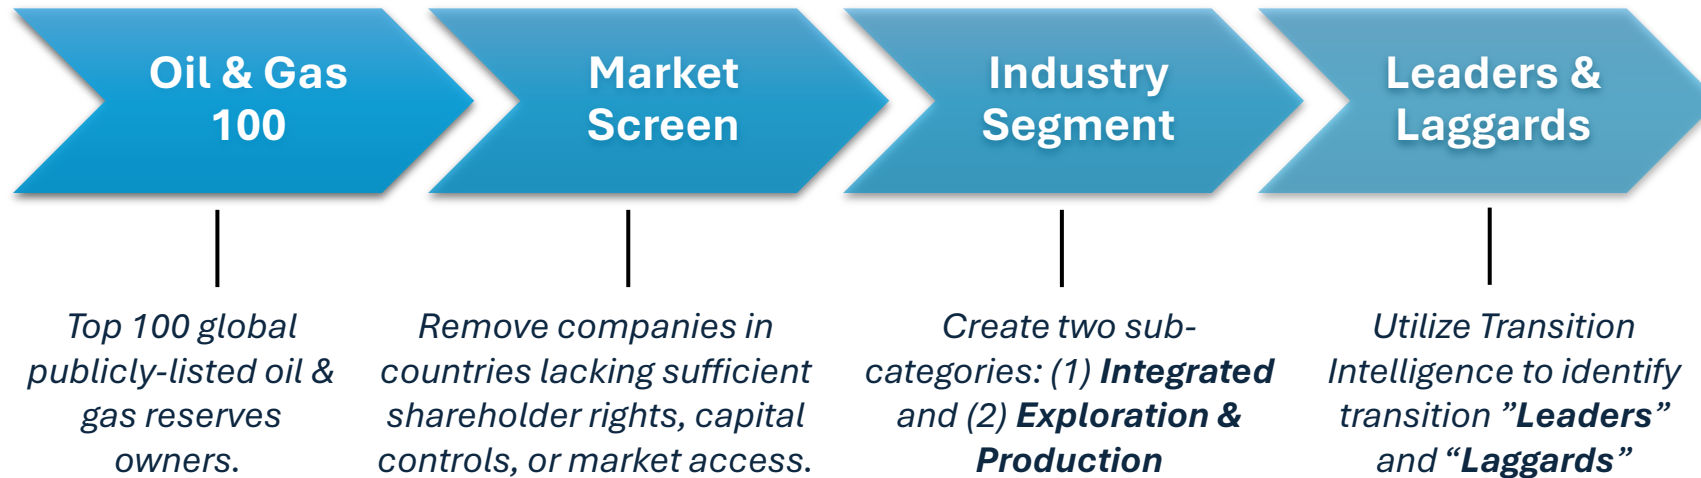 Oil & Gas
100
Market
Screen
Industry
Segment
Leaders &
Laggards
Top 100 global
publicly-listed oil &
gas reserves
owners.
Remove companies in
countries lacking sufficient
shareholder rights, capital
controls, or market access.
Create two sub-
categories: (1) Integrated
and (2) Exploration &
Production
Utilize Transition
Intelligence to identify
transition ”Leaders”
and “Laggards”